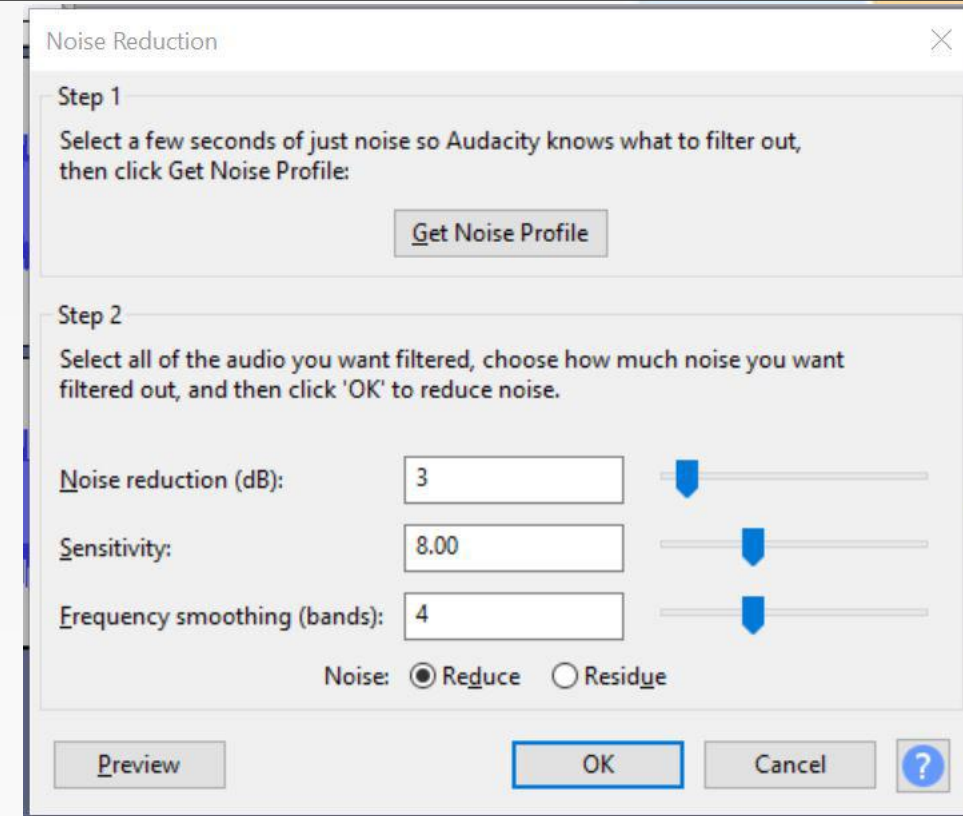 Noise Reduction
Step 1
Select a few seconds of just noise so Audacity knows what to filter out,
then click Get Noise Profile:
Get Noise Profile
Step 2
Select all of the audio you want filtered, choose how much noise you want
filtered out, and then click 'OK' to reduce noise.
Noise reduction (dB): 3
Sensitivity: 8.00
Frequency smoothing (bands): 4
Noise: Reduce Residue
Preview OK Cancel ?